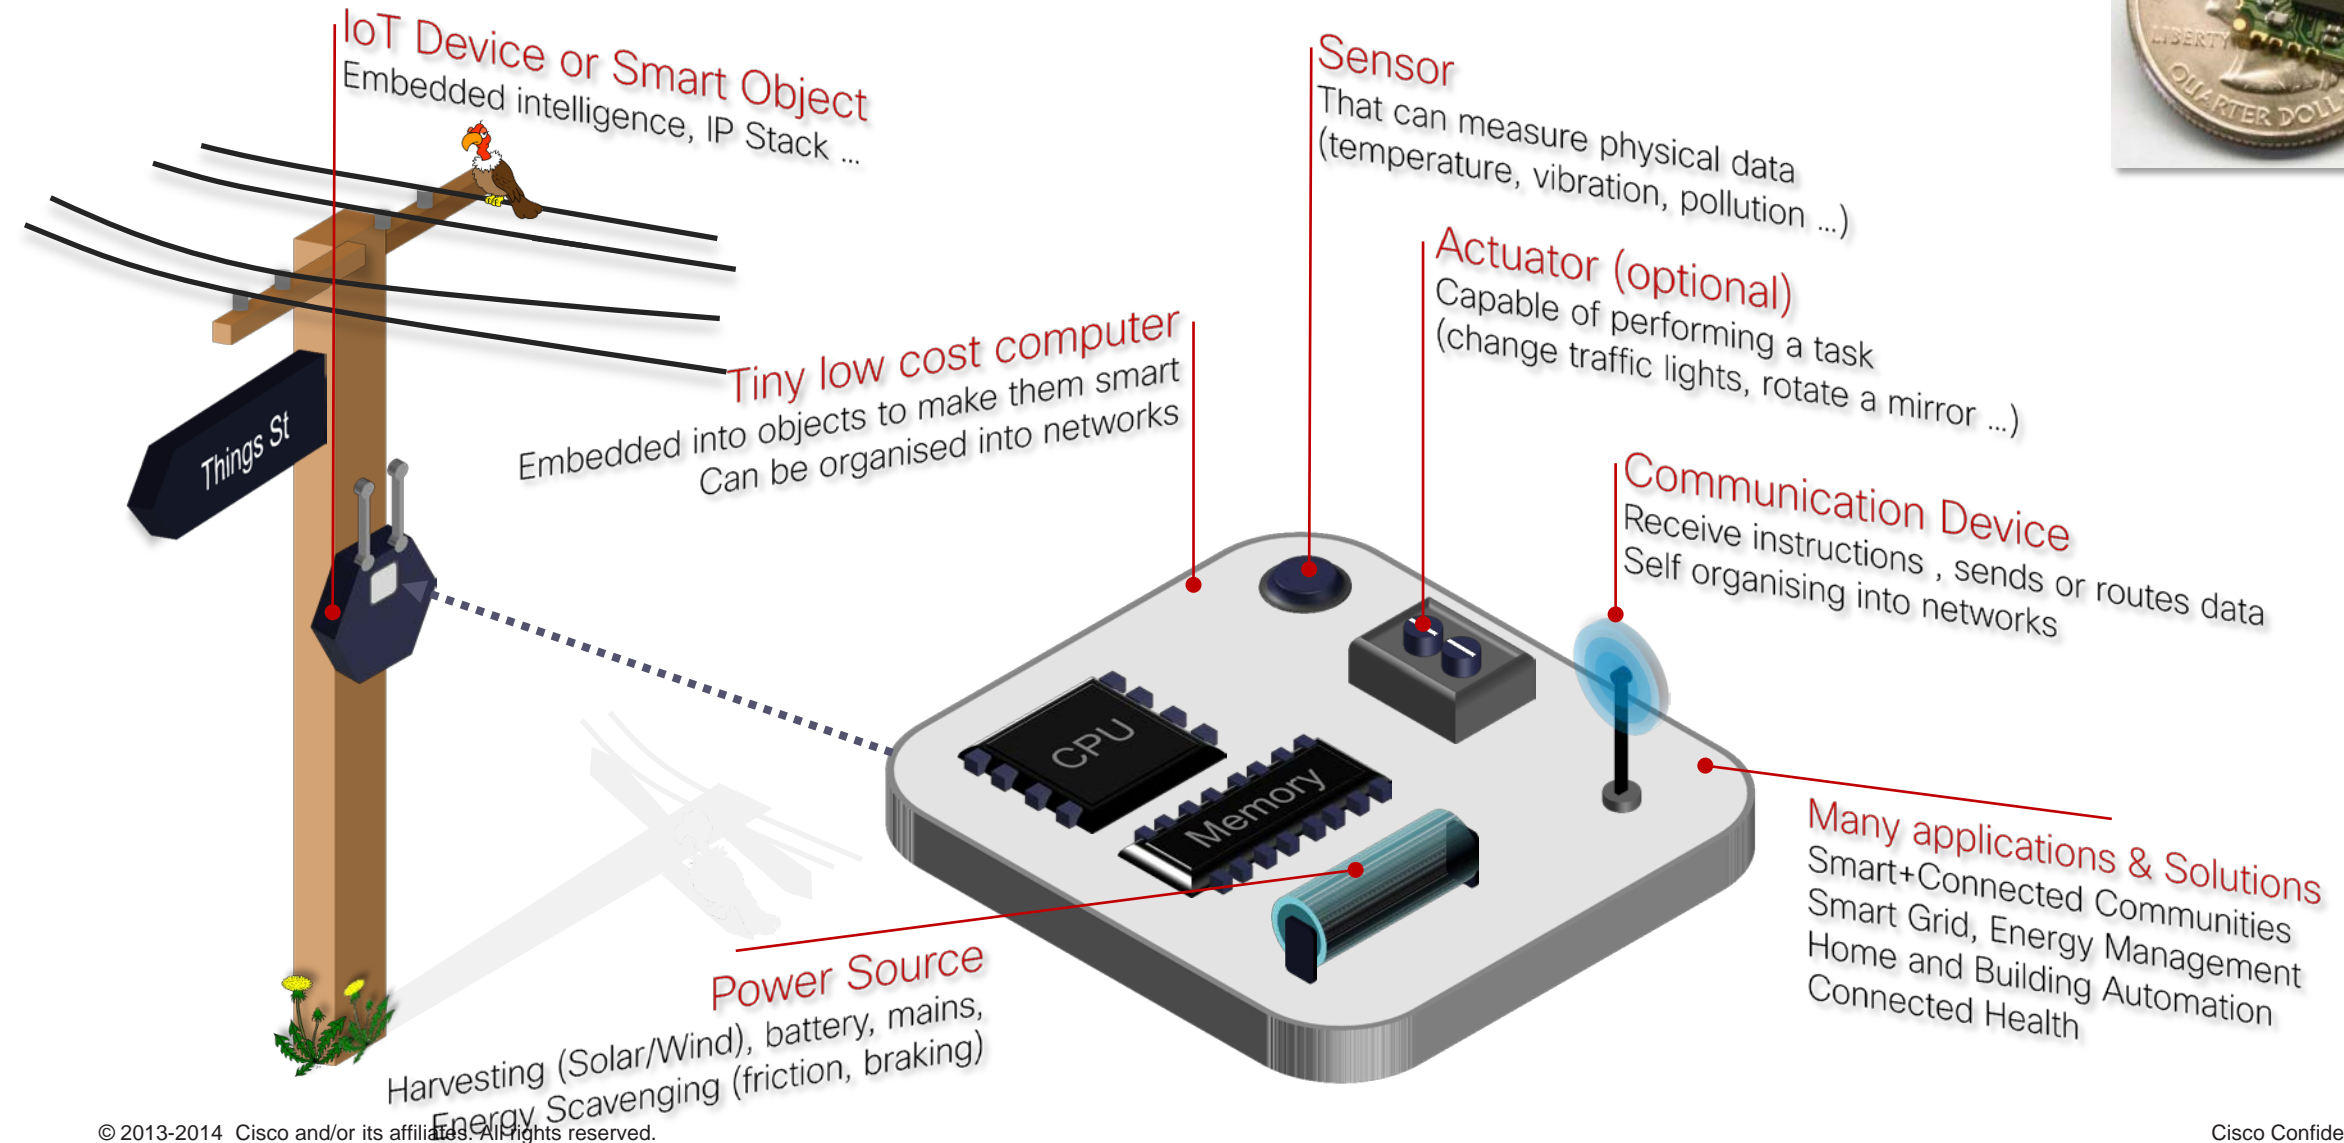 IoT Device or Smart Object
Embedded intelligence, IP Stack ...
Sensor
That can measure physical data
(temperature, vibration, pollution ...)
Actuator (optional)
Capable of performing a task
(change traffic lights, rotate a mirror ...)
Tiny low cost computer
Embedded into objects to make them smart
Can be organised into networks
Communication Device
Receive instructions , sends or routes data
Self organising into networks
Things St
CPU
Memory
Many applications & Solutions
Smart+Connected Communities
Smart Grid, Energy Management
Home and Building Automation
Connected Health
Power Source
Harvesting (Solar/Wind), battery, mains,
Energy Scavenging (friction, braking)
LIBERTY
QUARTER DOLL
© 2013-2014 Cisco and/or its affiliates. All rights reserved.
Cisco Confide